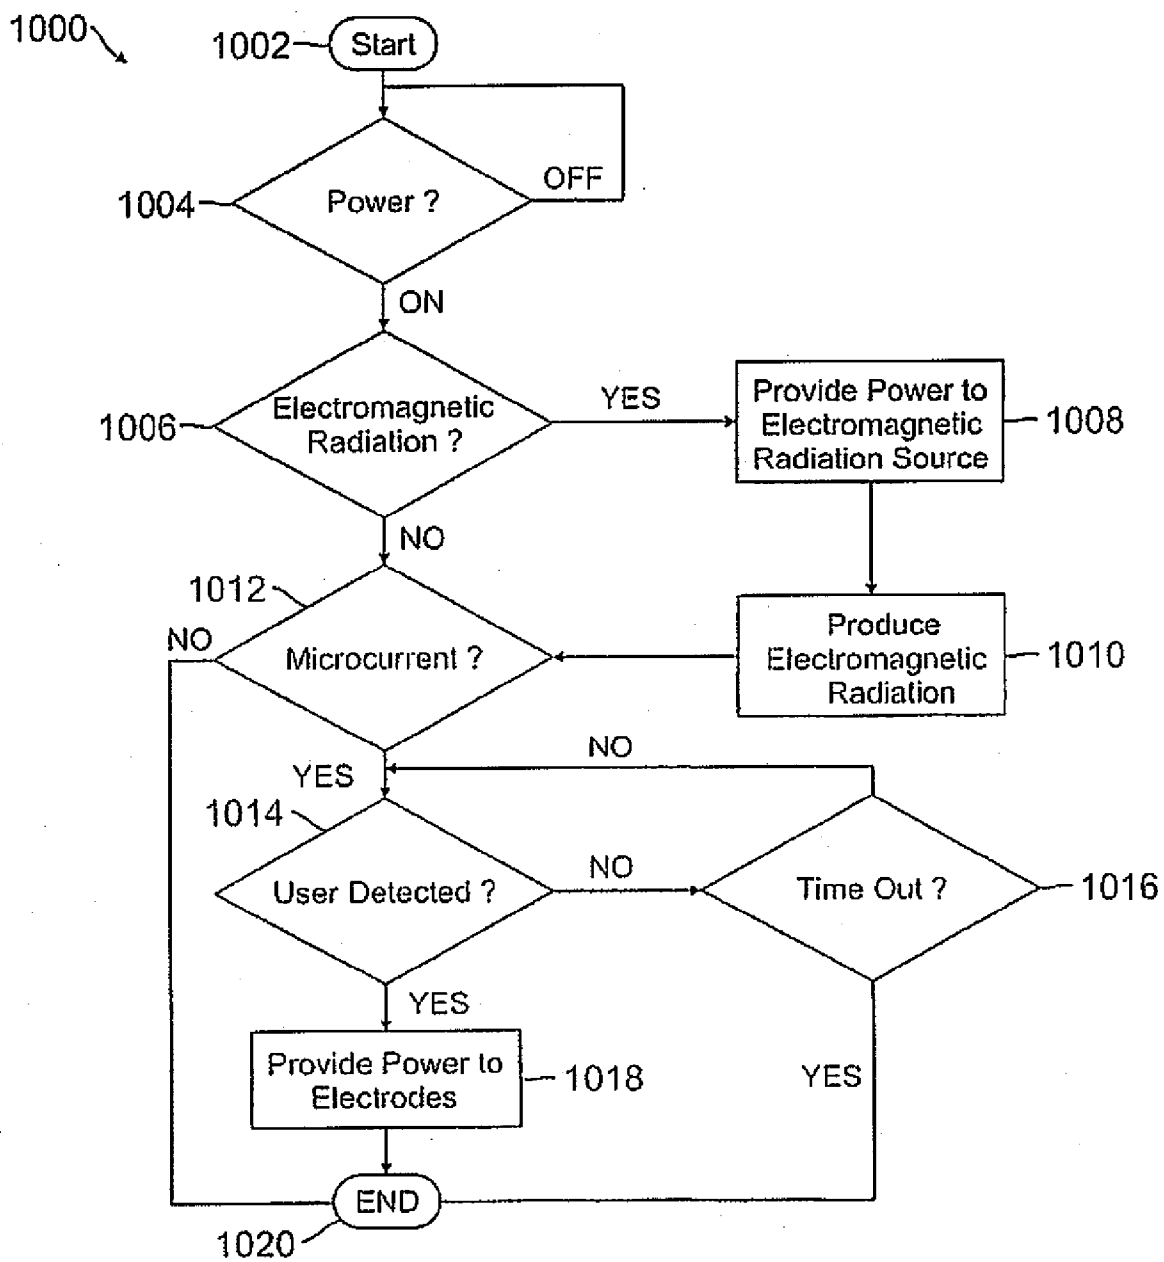 1000
1002
Start
OFF
1004
Power ?
ON
1006
Electromagnetic
Radiation ?
YES
Provide Power to
Electromagnetic
Radiation Source
1008
NO
1012
NO
Microcurrent ?
Produce
Electromagnetic
Radiation
1010
YES
NO
1014
User Detected ?
NO
Time Out ?
1016
YES
Provide Power to
Electrodes
1018
YES
END
1020